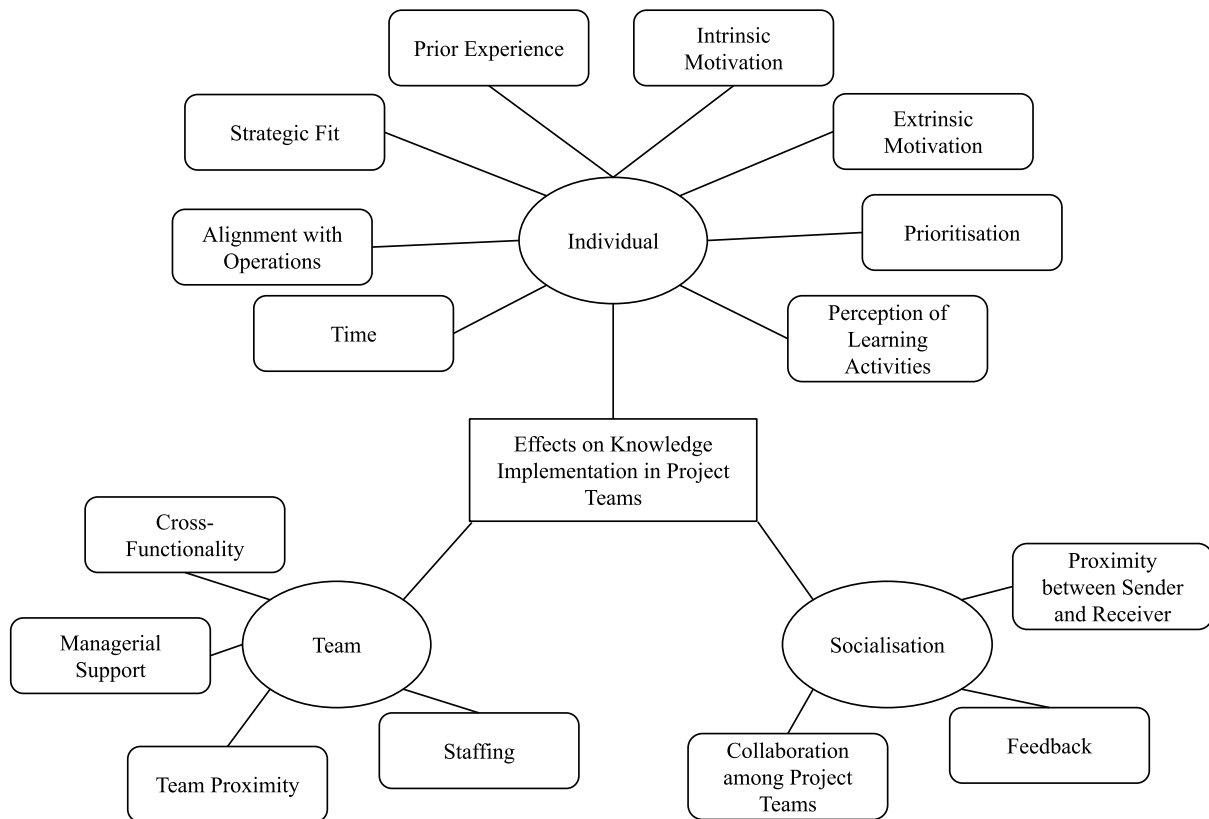 Prior Experience
Intrinsic
Motivation
Strategic Fit
Extrinsic
Motivation
Alignment with
Operations
Individual
Prioritisation
Time
Perception of
Learning
Activities
Effects on Knowledge
Implementation in Project
Teams
Cross-
Functionality
Proximity
between Sender
and Receiver
Managerial
Support
Team
Socialisation
Team Proximity
Staffing
Collaboration
among Project
Teams
Feedback